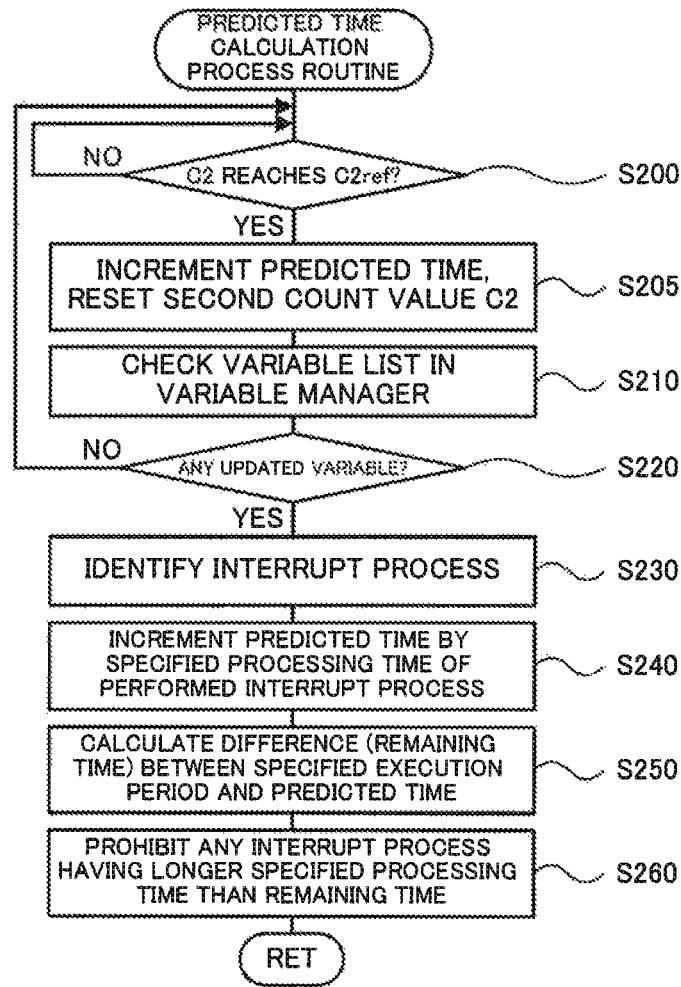 PREDICTED TIME
CALCULATION
PROCESS ROUTINE
NO
C2 REACHES C2ref?
S200
YES
INCREMENT PREDICTED TIME,
RESET SECOND COUNT VALUE C2
S205
CHECK VARIABLE LIST IN
VARIABLE MANAGER
S210
NO
ANY UPDATED VARIABLE?
S220
YES
IDENTIFY INTERRUPT PROCESS
S230
INCREMENT PREDICTED TIME BY
SPECIFIED PROCESSING TIME OF
PERFORMED INTERRUPT PROCESS
S240
CALCULATE DIFFERENCE (REMAINING
TIME) BETWEEN SPECIFIED EXECUTION
PERIOD AND PREDICTED TIME
S250
PROHIBIT ANY INTERRUPT PROCESS
HAVING LONGER SPECIFIED PROCESSING
TIME THAN REMAINING TIME
S260
RET